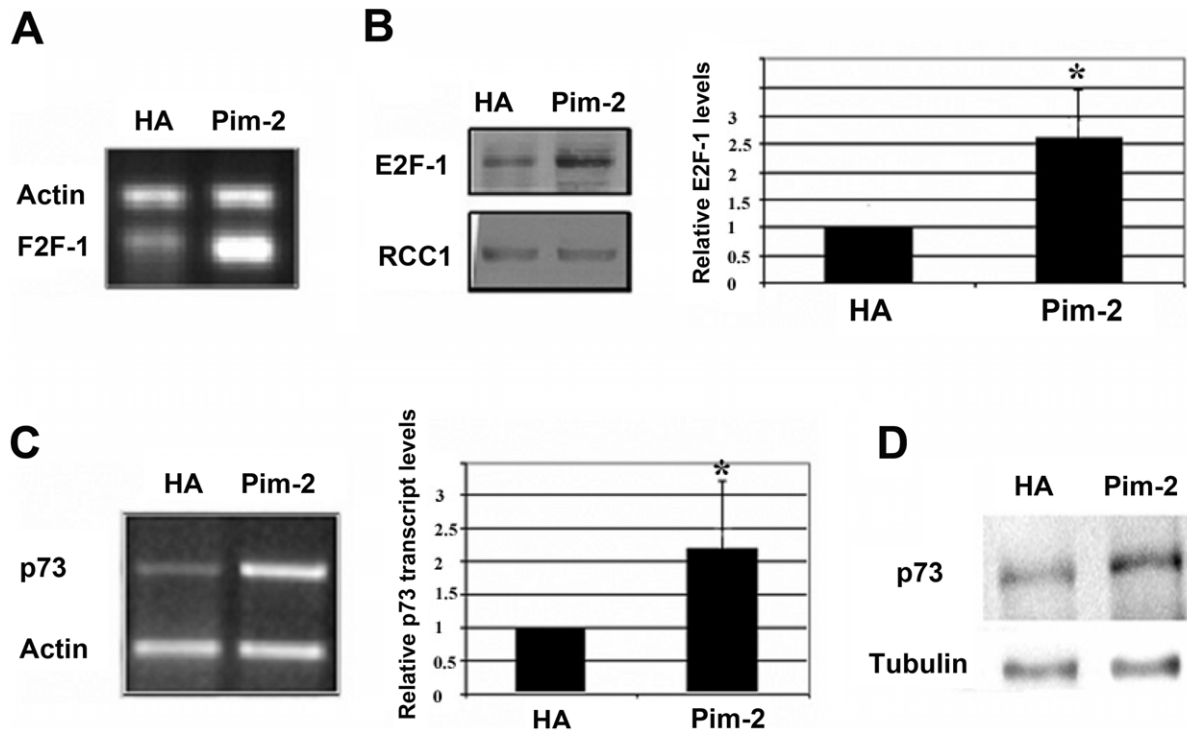 A
HA Pim-2
Actin
F2F-1
B
HA Pim-2
E2F-1
RCC1
Relative E2F-1 levels
*
3
2.5
2
1.5
1
0.5
0
HA Pim-2
C
HA Pim-2
p73
Actin
Relative p73 transcript levels
*
3
2.5
2
1.5
1
0.5
0
HA Pim-2
D
HA Pim-2
p73
Tubulin